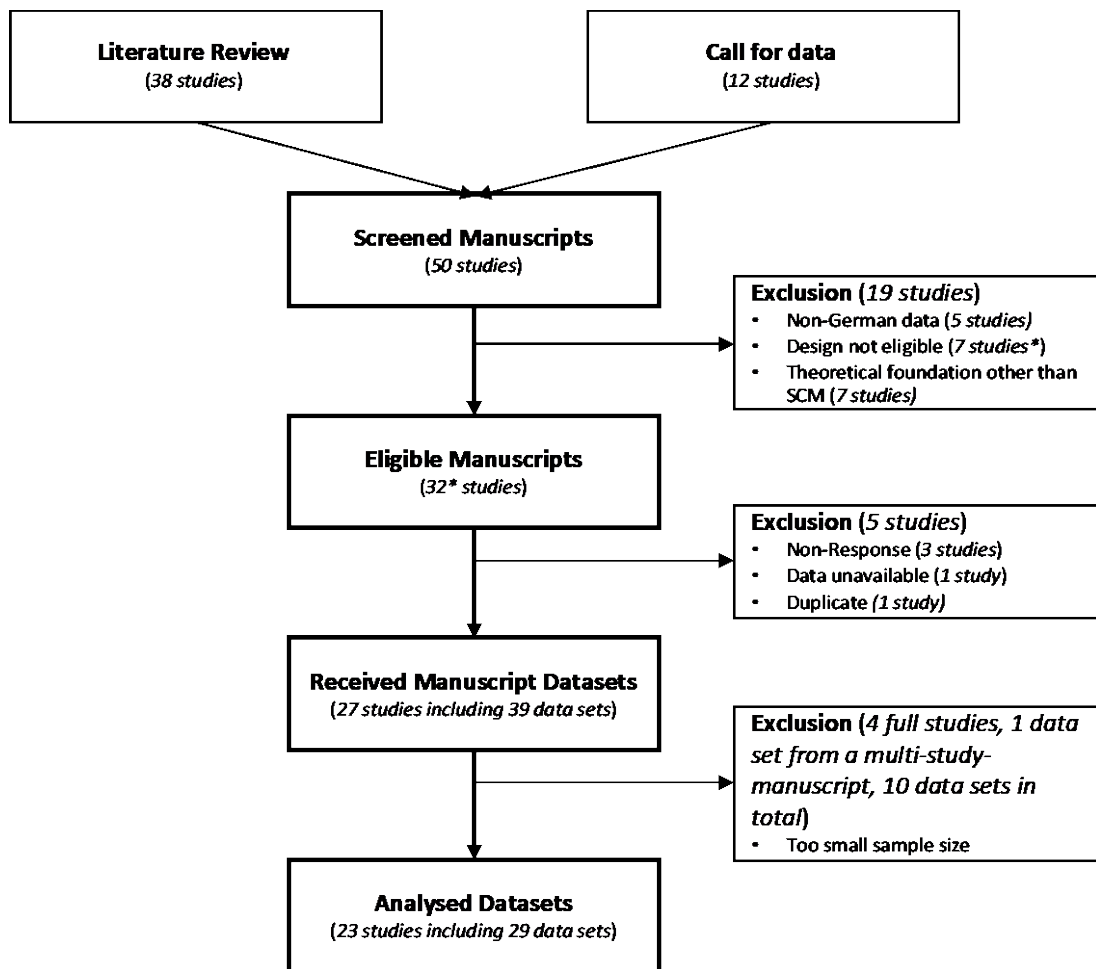 Literature Review
(38 studies)
Call for data
(12 studies)
Screened Manuscripts
(50 studies)
Exclusion (19 studies)
• Non-German data (5 studies)
• Design not eligible (7 studies*)
• Theoretical foundation other than
SCM (7 studies)
Eligible Manuscripts
(32* studies)
Exclusion (5 studies)
• Non-Response (3 studies)
• Data unavailable (1 study)
• Duplicate (1 study)
Received Manuscript Datasets
(27 studies including 39 data sets)
Exclusion (4 full studies, 1 data
set from a multi-study-
manuscript, 10 data sets in
total)
• Too small sample size
Analysed Datasets
(23 studies including 29 data sets)